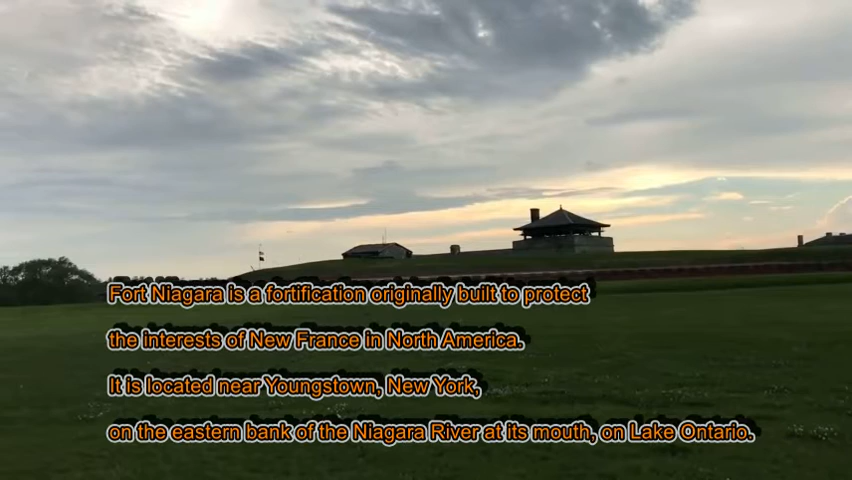 Fort Niagara is a fortification originally built to protect
the interests of New France in North America.
It is located near Youngstown, New York,
on the eastern bank of the Niagara River at its mouth, on Lake Ontario.